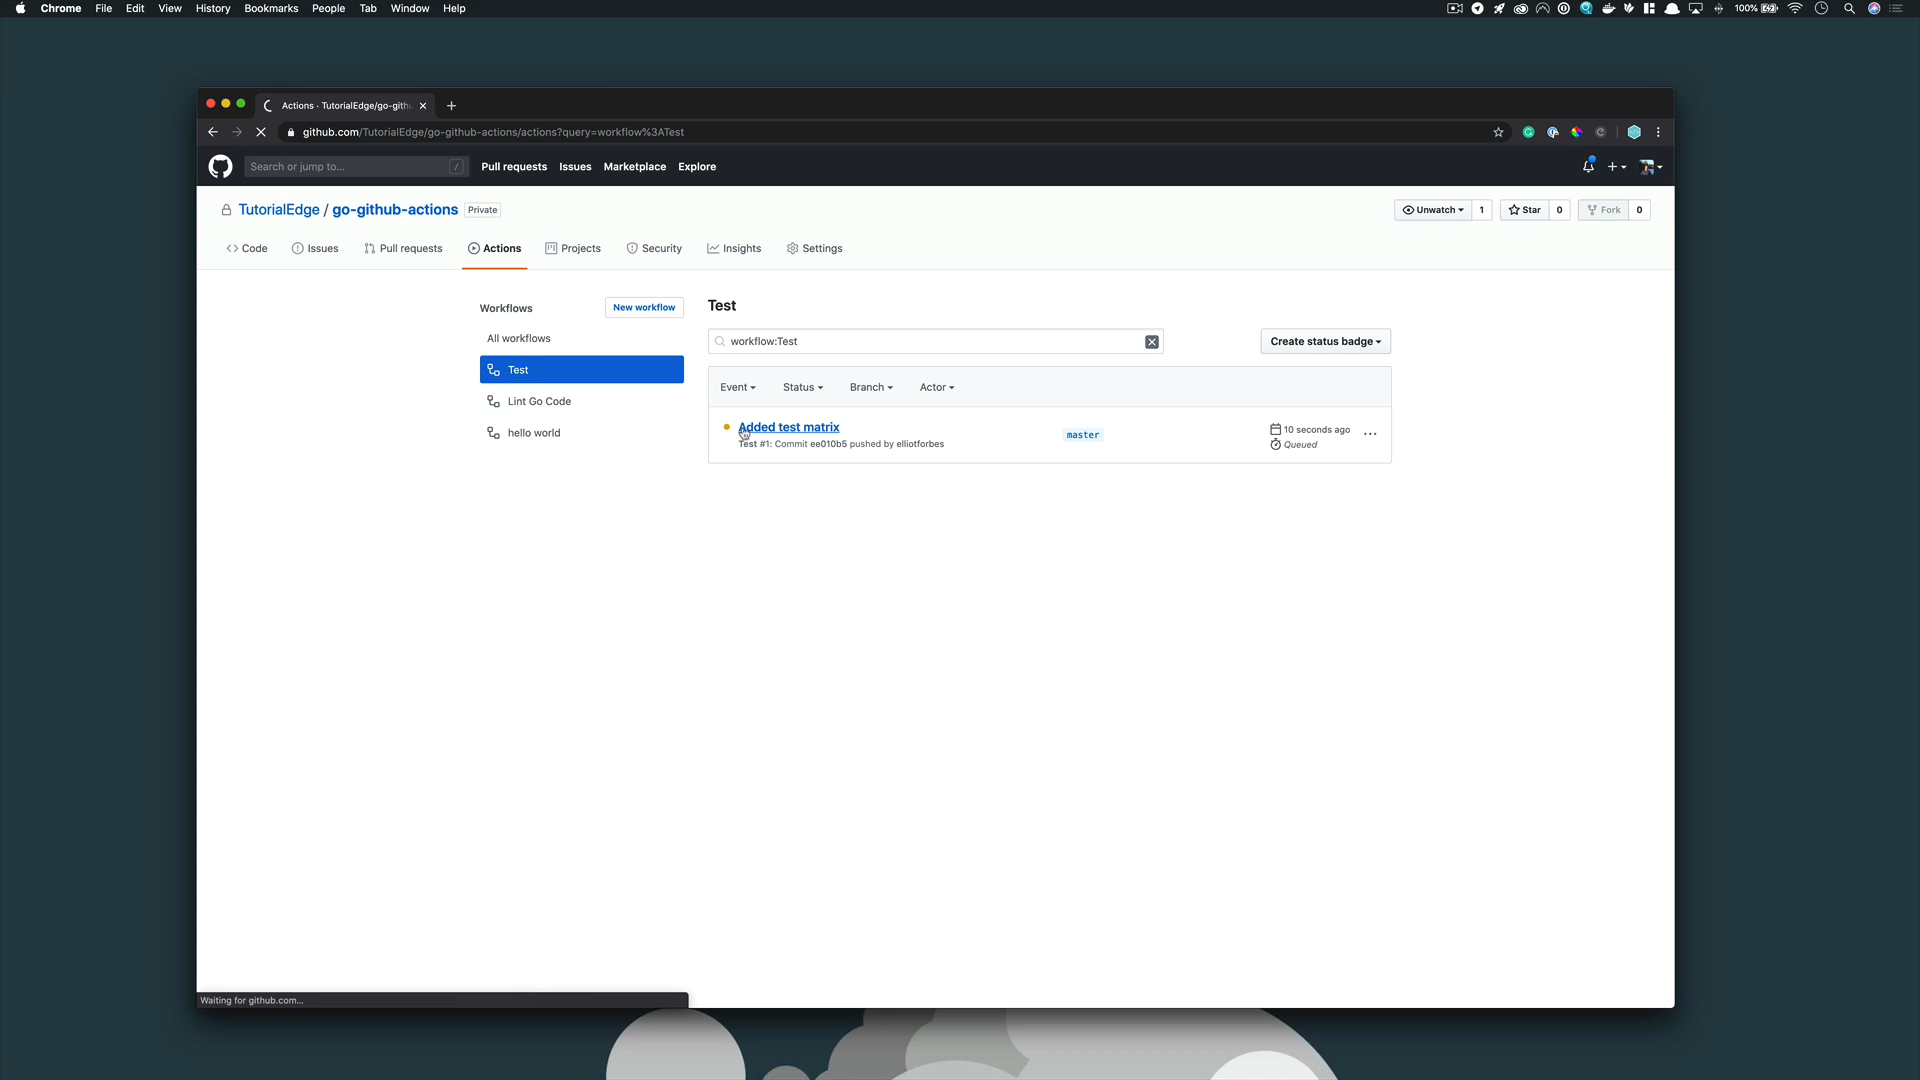 Chrome File Edit View History Bookmarks People Tab Window Help
100%
Actions · TutorialEdge/go-gith
github.com/TutorialEdge/go-github-actions/actions?query=workflow%3ATest
Search or jump to... /
Pull requests Issues Marketplace Explore
TutorialEdge / go-github-actions Private
Unwatch 1 Star 0 Fork 0
Code Issues Pull requests Actions Projects Security Insights Settings
Workflows New workflow
All workflows
Test
Lint Go Code
hello world
Test
workflow:Test
Create status badge
Event Status Branch Actor
Added test matrix
Test #1: Commit ee010b5 pushed by elliotforbes
master
10 seconds ago
Queued
Waiting for github.com...